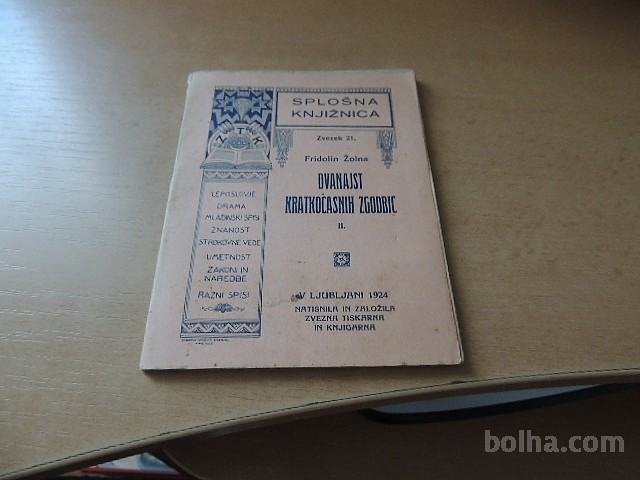 SPLOŠNA
KNJIŽNICA
Z T K
Zvezek 21.
Fridolin Žolna
DVANAJST
KRATKOČASNIH ZGODBIC
II.
LEPOSLOVJE
DRAMA
MLADINSKI SPISI
ZNANOST
STROKOVNE VEDE
UMETNOST
ZAKONI IN
NAREDBE
RAZNI SPISI
V LJUBLJANI 1924
NATISNILA IN ZALOŽILA
ZVEZNA TISKARNA
IN KNJIGARNA
bolha.com